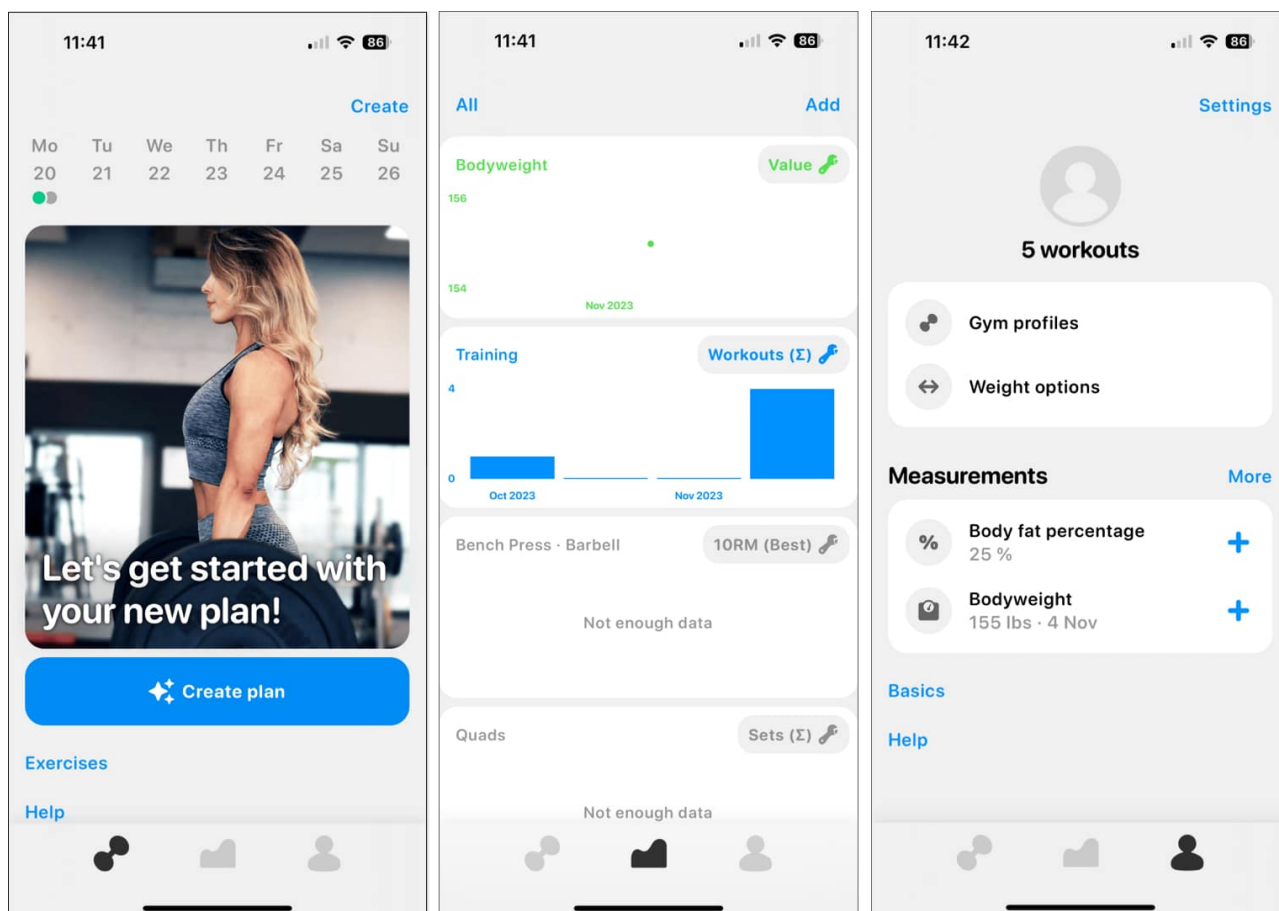 11:41
86
Create
Mo Tu We Th Fr Sa Su
20 21 22 23 24 25 26
Let's get started with
your new plan!
Create plan
Exercises
Help
11:41
86
All Add
Bodyweight Value
156
154
Nov 2023
Training Workouts (Σ)
4
0
Oct 2023 Nov 2023
Bench Press · Barbell 10RM (Best)
Not enough data
Quads Sets (Σ)
Not enough data
11:42
86
Settings
5 workouts
Gym profiles
Weight options
Measurements More
% Body fat percentage
25 %
Bodyweight
155 lbs · 4 Nov
Basics
Help